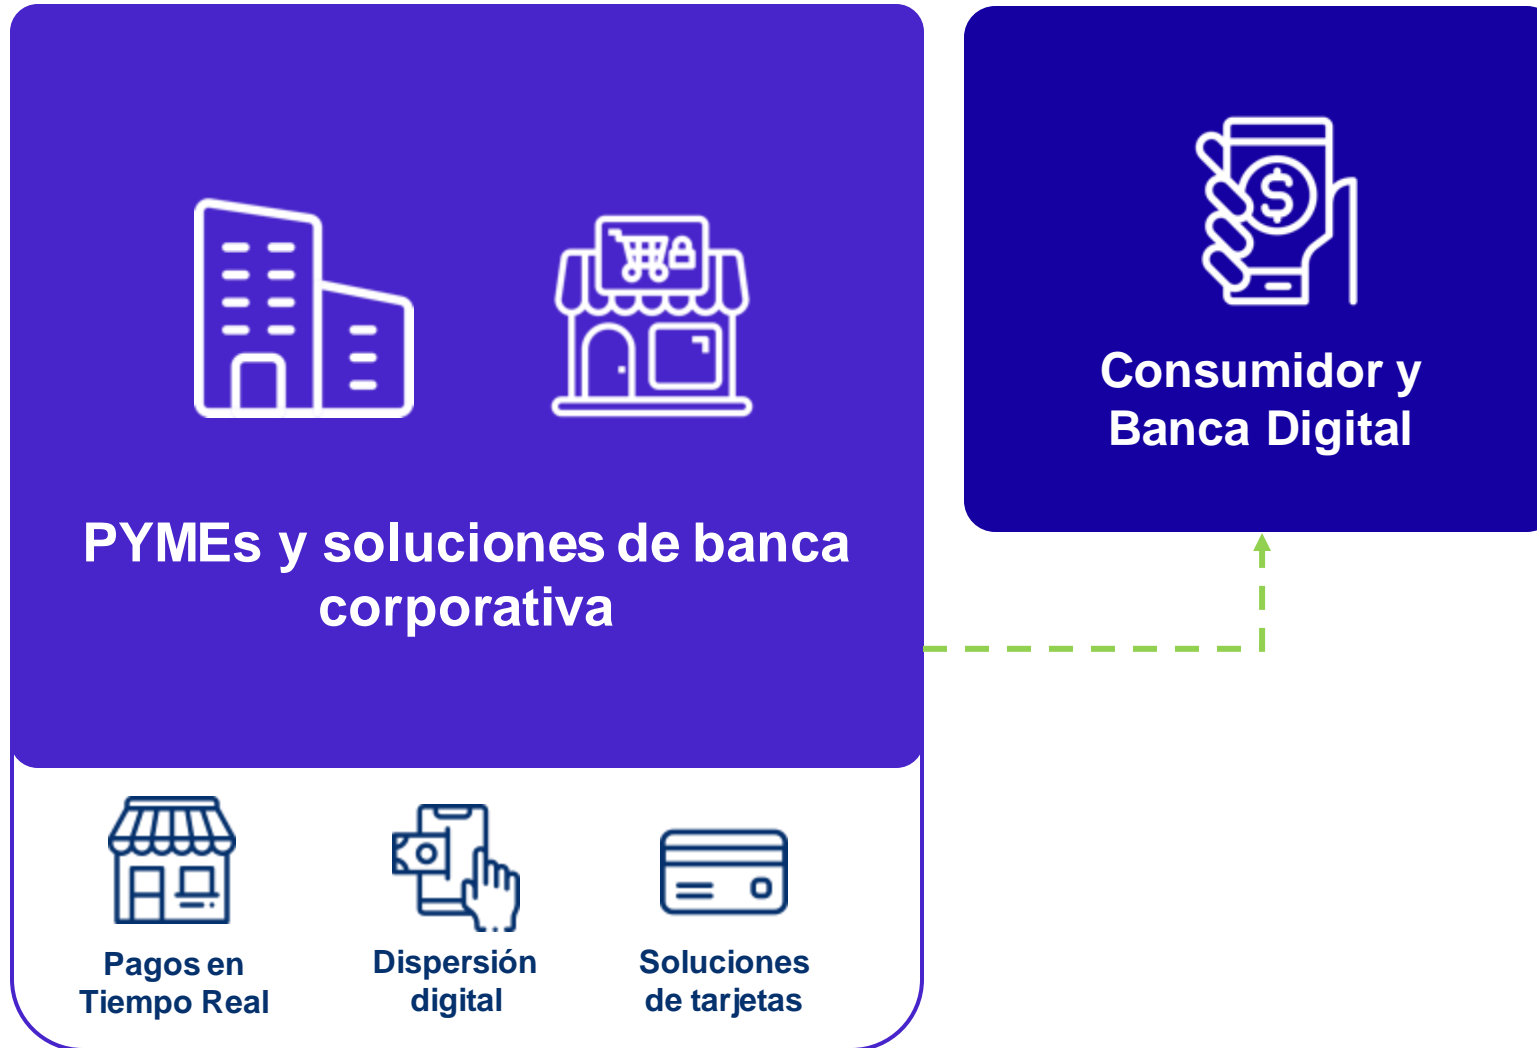 PYMEs y soluciones de banca
corporativa
Consumidor y
Banca Digital
Pagos en
Tiempo Real
Dispersión
digital
Soluciones
de tarjetas